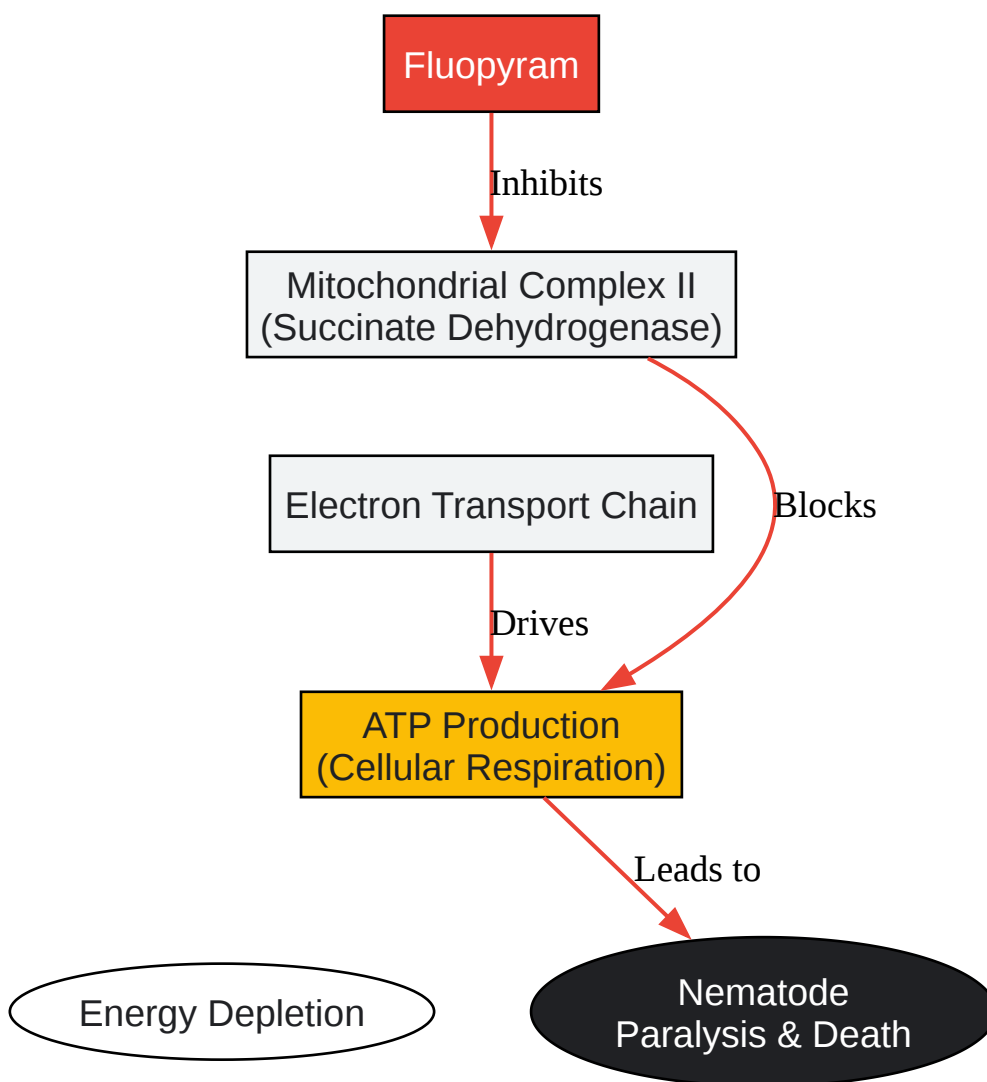 Fluopyram
Inhibits
Mitochondrial Complex II
(Succinate Dehydrogenase)
Electron Transport Chain
Blocks
Drives
ATP Production
(Cellular Respiration)
Leads to
Energy Depletion
Nematode
Paralysis & Death